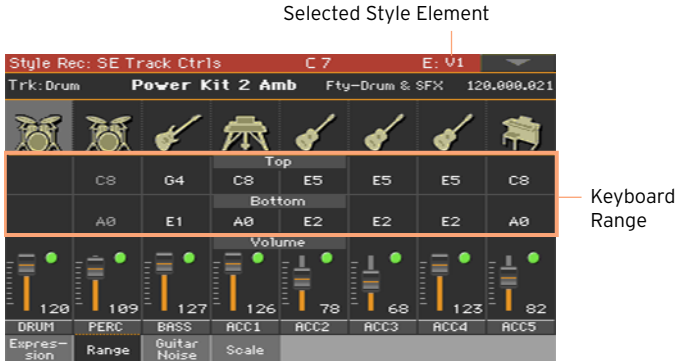 Selected Style Element
Style Rec: SE Track Ctrls C 7 E: V1
Trk:Drum Power Kit 2 Amb Fty-Drum & SFX 120.000.021
Top
C8 G4 C8 E5 E5 E5 C8
Bottom
A0 E1 A0 E2 E2 E2 A0
Keyboard
Range
Volume
120 109 127 126 78 68 123 82
DRUM PERC BASS ACC1 ACC2 ACC3 ACC4 ACC5
Expres-
sion
Range
Guitar
Noise
Scale